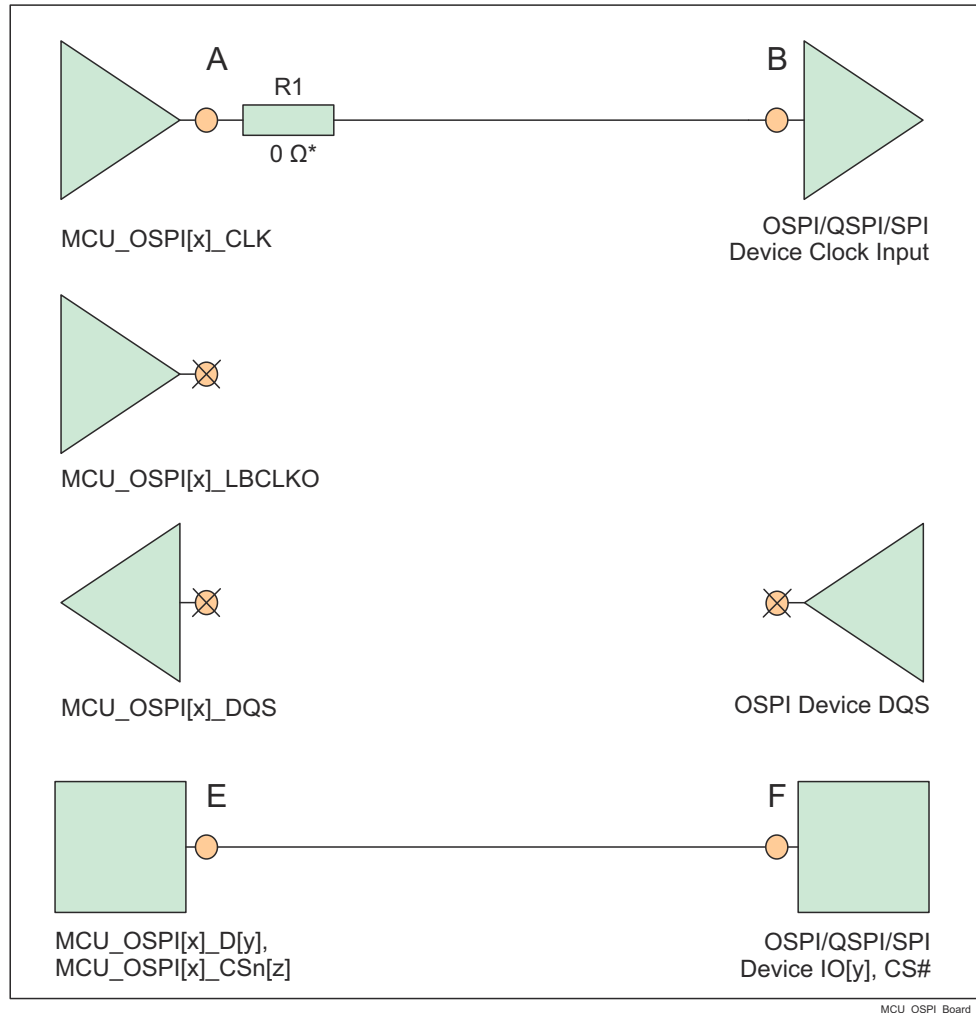 A
B
R1
0 Ω*
MCU_OSPI[x]_CLK
OSPI/QSPI/SPI
Device Clock Input
MCU_OSPI[x]_LBCLKO
MCU_OSPI[x]_DQS
OSPI Device DQS
E
F
MCU_OSPI[x]_D[y],
MCU_OSPI[x]_CSn[z]
OSPI/QSPI/SPI
Device IO[y], CS#
MCU_OSPI_Board